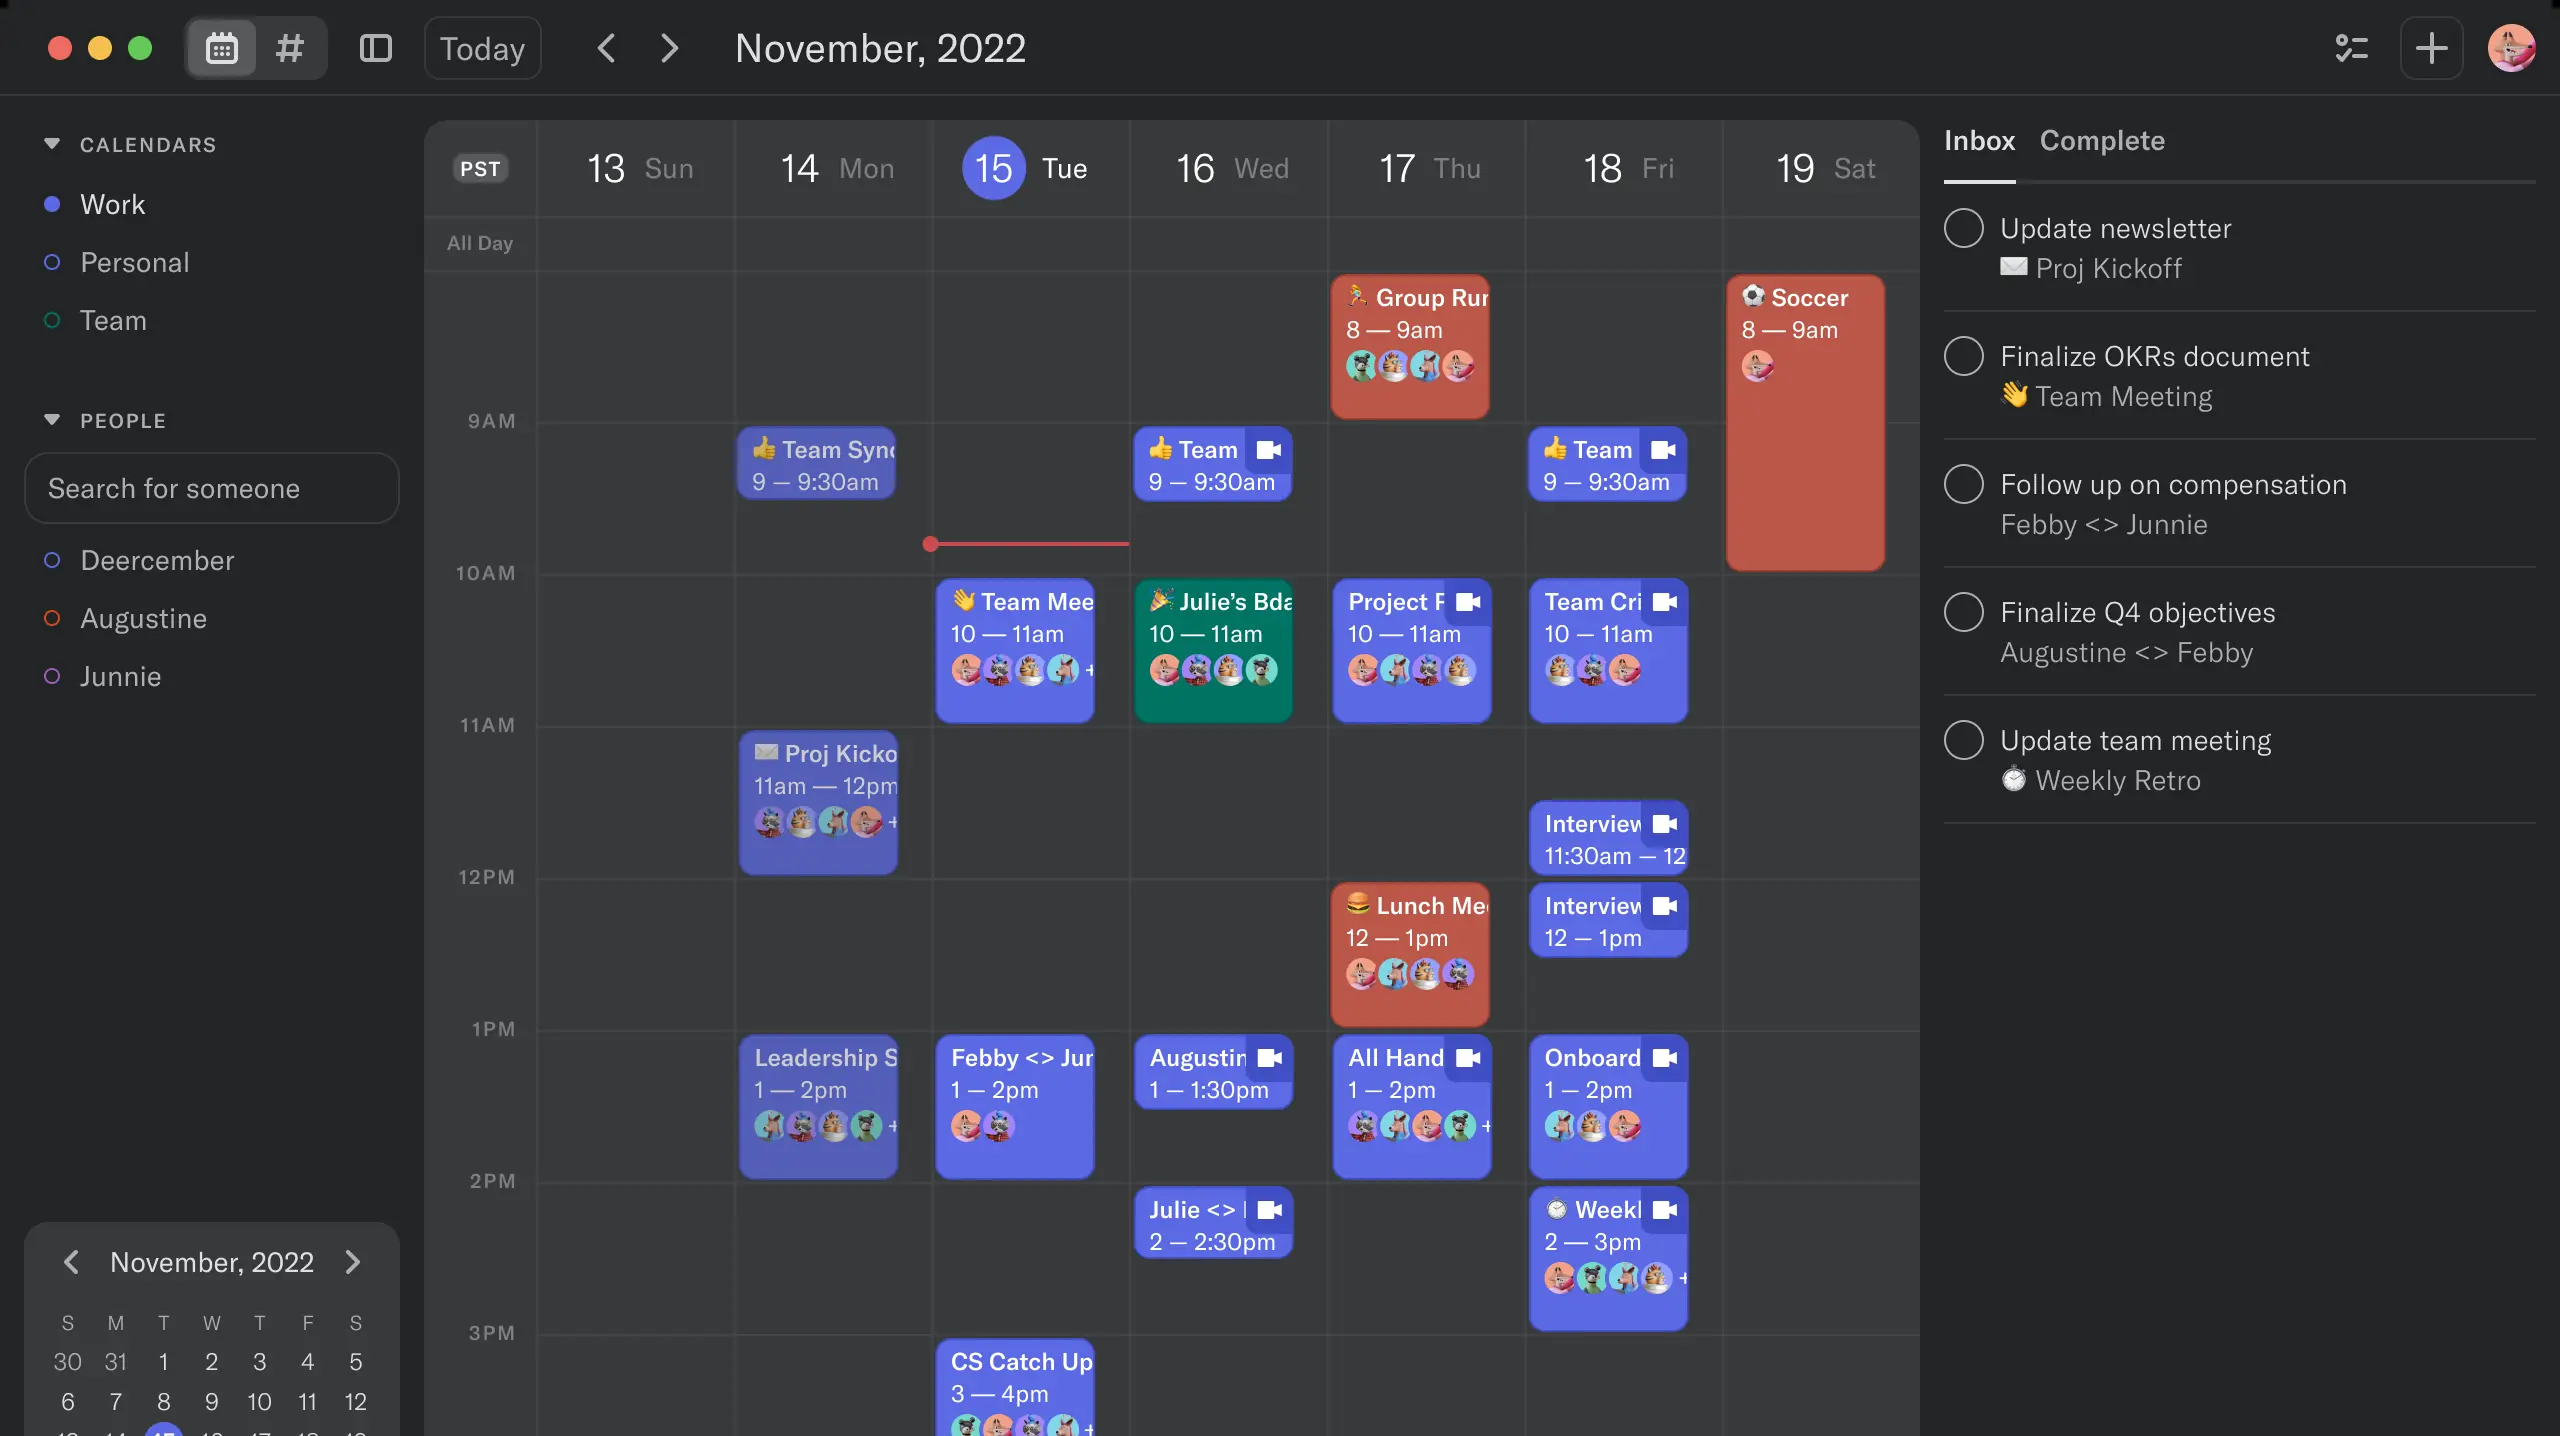 Today
November, 2022
CALENDARS
Work
Personal
Team
PEOPLE
Search for someone
Deercember
Augustine
Junnie
November, 2022
S M T W T F S
30 31 1 2 3 4 5
6 7 8 9 10 11 12
PST
13 Sun
14 Mon
15 Tue
16 Wed
17 Thu
18 Fri
19 Sat
All Day
9AM
10AM
11AM
12PM
1PM
2PM
3PM
Team Sync
9 — 9:30am
Proj Kicko
11am — 12pm
+
Leadership S
1 — 2pm
+
Team Mee
10 — 11am
+
Febby <> Jun
1 — 2pm
CS Catch Up
3 — 4pm
+
Team
9 — 9:30am
Julie’s Bda
10 — 11am
Augustin
1 — 1:30pm
Julie <>
2 — 2:30pm
Group Run
8 — 9am
Project
10 — 11am
Lunch Me
12 — 1pm
All Hand
1 — 2pm
+
Team
9 — 9:30am
Team Cri
10 — 11am
Interview
11:30am — 12
Interview
12 — 1pm
Onboard
1 — 2pm
Weekl
2 — 3pm
+
Soccer
8 — 9am
Inbox Complete
Update newsletter
Proj Kickoff
Finalize OKRs document
Team Meeting
Follow up on compensation
Febby <> Junnie
Finalize Q4 objectives
Augustine <> Febby
Update team meeting
Weekly Retro